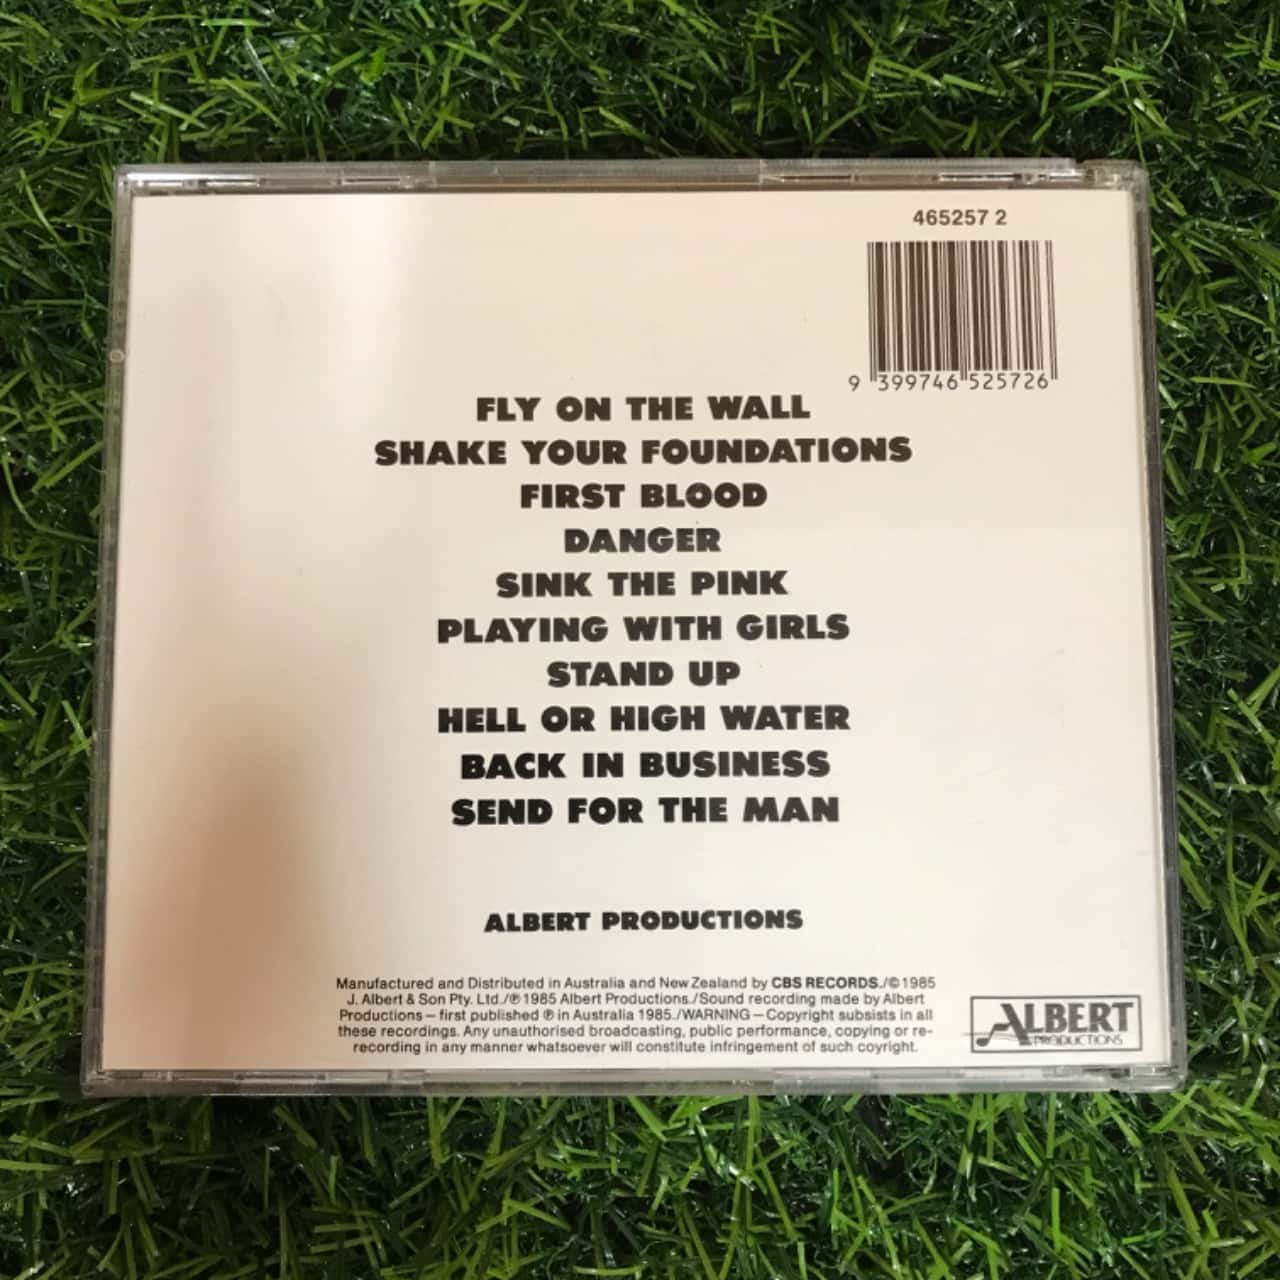 465257 2
9 399746 525726
FLY ON THE WALL
SHAKE YOUR FOUNDATIONS
FIRST BLOOD
DANGER
SINK THE PINK
PLAYING WITH GIRLS
STAND UP
HELL OR HIGH WATER
BACK IN BUSINESS
SEND FOR THE MAN
ALBERT PRODUCTIONS
Manufactured and Distributed in Australia and New Zealand by CBS RECORDS./©1985
J. Albert & Son Pty. Ltd./℗1985 Albert Productions./Sound recording made by Albert
Productions – first published ℗ in Australia 1985./WARNING – Copyright subsists in all
these recordings. Any unauthorised broadcasting, public performance, copying or re-
recording in any manner whatsoever will constitute infringement of such coyright.
ALBERT
PRODUCTIONS